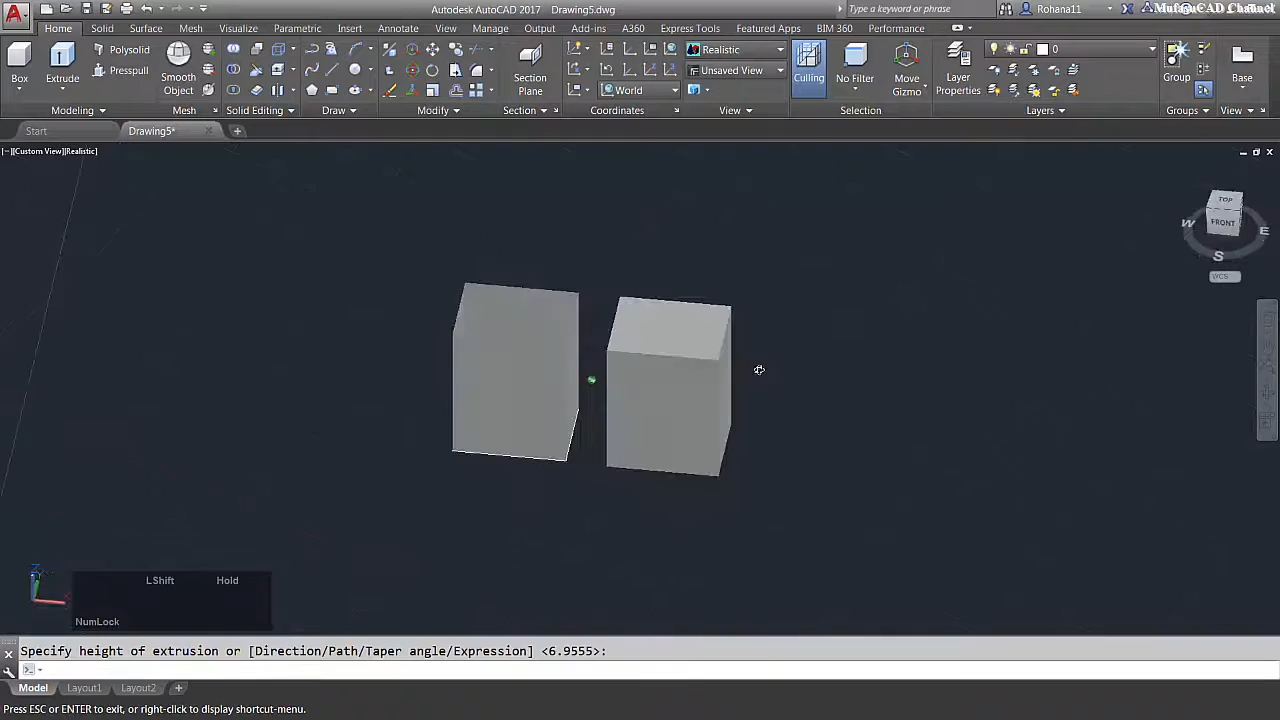 Autodesk AutoCAD 2017 Drawing5.dwg
Type a keyword or phrase
Rohana11
MufasuCAD Channel
Home Solid Surface Mesh Visualize Parametric Insert Annotate View Manage Output Add-ins A360 Express Tools Featured Apps BIM 360 Performance
Box
Extrude
Polysolid
Presspull
Smooth
Object
Section
Plane
World
Realistic
Unsaved View
Culling
No Filter
Move
Gizmo
Layer
Properties
0
Group
Base
Modeling
Mesh
Solid Editing
Draw
Modify
Section
Coordinates
View
Selection
Layers
Groups
View
Start
Drawing5*
[–][Custom View][Realistic]
TOP
FRONT
W
E
S
WCS
Z
LShift Hold
NumLock
Specify height of extrusion or [Direction/Path/Taper angle/Expression] <6.9555>:
Model Layout1 Layout2
Press ESC or ENTER to exit, or right-click to display shortcut-menu.